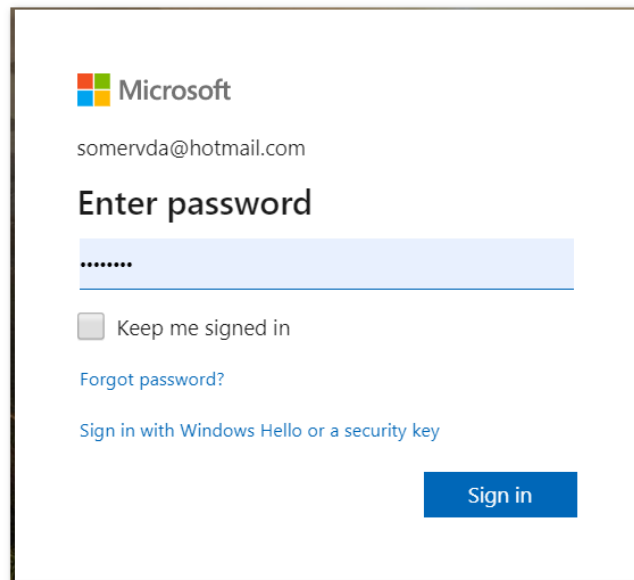 Microsoft
somervda@hotmail.com
Enter password
••••••••
Keep me signed in
Forgot password?
Sign in with Windows Hello or a security key
Sign in